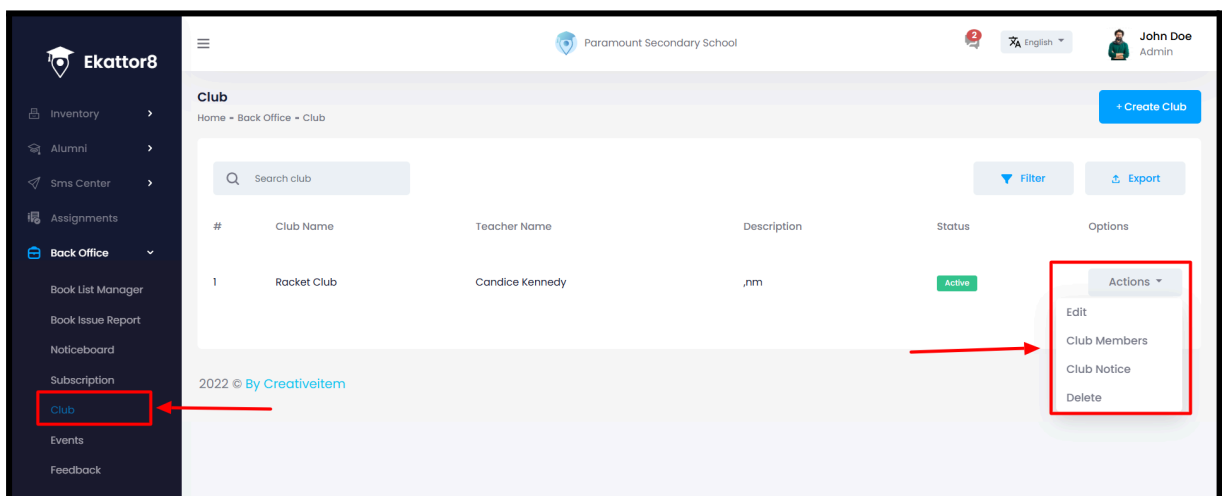 Ekattor8
Inventory
Alumni
Sms Center
Assignments
Back Office
Book List Manager
Book Issue Report
Noticeboard
Subscription
Club
Events
Feedback
Paramount Secondary School
2
English
John Doe
Admin
Club
Home - Back Office - Club
+ Create Club
Search club
Filter
Export
# Club Name Teacher Name Description Status Options
1 Racket Club Candice Kennedy ,nm Active Actions
Edit
Club Members
Club Notice
Delete
2022 © By Creativeitem